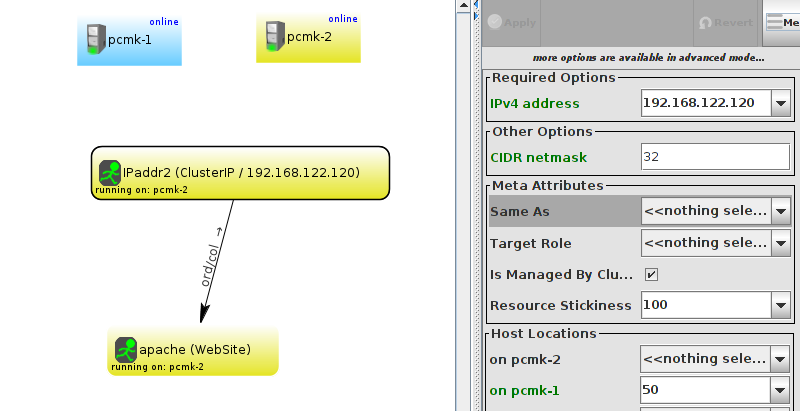 online
pcmk-1
online
pcmk-2
IPaddr2 (ClusterIP / 192.168.122.120)
running on: pcmk-2
ord/col →
apache (WebSite)
running on: pcmk-2
Apply
Revert
Me
more options are available in advanced mode...
Required Options
IPv4 address
192.168.122.120
Other Options
CIDR netmask
32
Meta Attributes
Same As
<<nothing sele...
Target Role
<<nothing sele...
Is Managed By Clu...
Resource Stickiness
100
Host Locations
on pcmk-2
<<nothing sele...
on pcmk-1
50